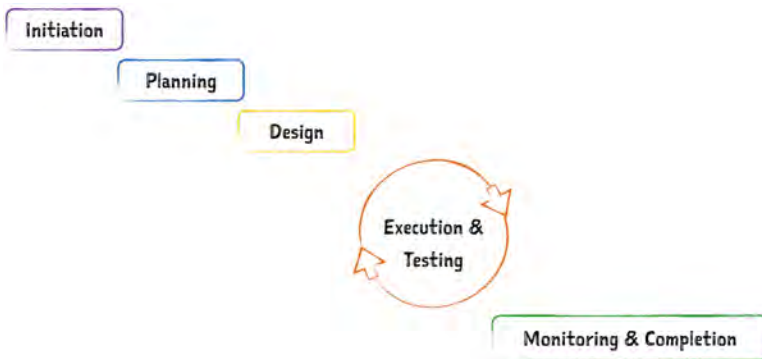 Initiation
Planning
Design
Execution &
Testing
Monitoring & Completion